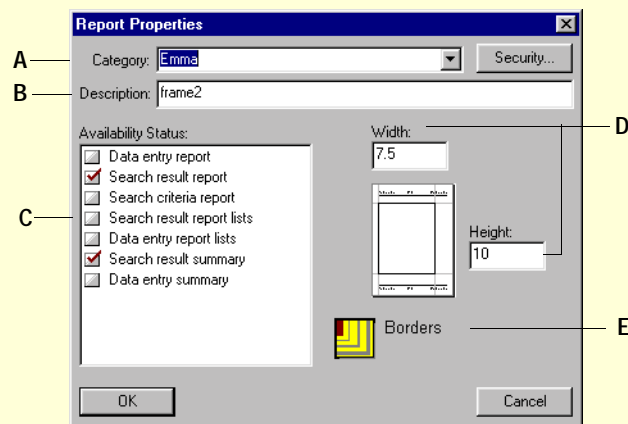 Report Properties
A
Category: Emma
Security...
B
Description: frame2
D
Availability Status:
Width:
7.5
Data entry report
Search result report
Search criteria report
C
Search result report lists
Data entry report lists
Search result summary
Data entry summary
Height:
10
Borders
E
OK
Cancel